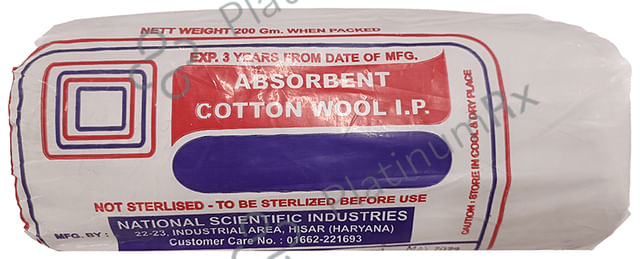 NETT WEIGHT 200 Gm. WHEN PACKED
EXP. 3 YEARS FROM DATE OF MFG.
ABSORBENT
COTTON WOOL I.P.
NOT STERILISED - TO BE STERLIZED BEFORE USE
MFG. BY :
NATIONAL SCIENTIFIC INDUSTRIES
22-23, INDUSTRIAL AREA, HISAR (HARYANA)
Customer Care No. : 01662-221693
CAUTION : STORE IN COOL & DRY PLACE
PlatinumRx